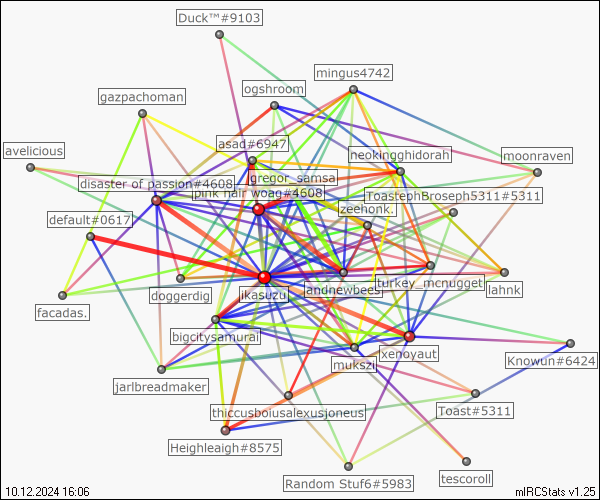 Duck™#9103
mingus4742
ogshroom
gazpachoman
asad#6947
avelicious
neokingghidorah
moonraven
gregor_samsa
disaster of passion#4608
pink hair woag#4608
ToastephBroseph5311#5311
zeehonk.
default#0617
ikasuzu
andnewbees
turkey_mcnugget
lahnk
doggerdig
facadas.
bigcitysamurai
xenoyaut
mukszi
Knowun#6424
jarlbreadmaker
thiccusboiusalexusjoneus
Toast#5311
Heighleaigh#8575
Random Stuf6#5983
tescoroll
10.12.2024 16:06
mIRCStats v1.25